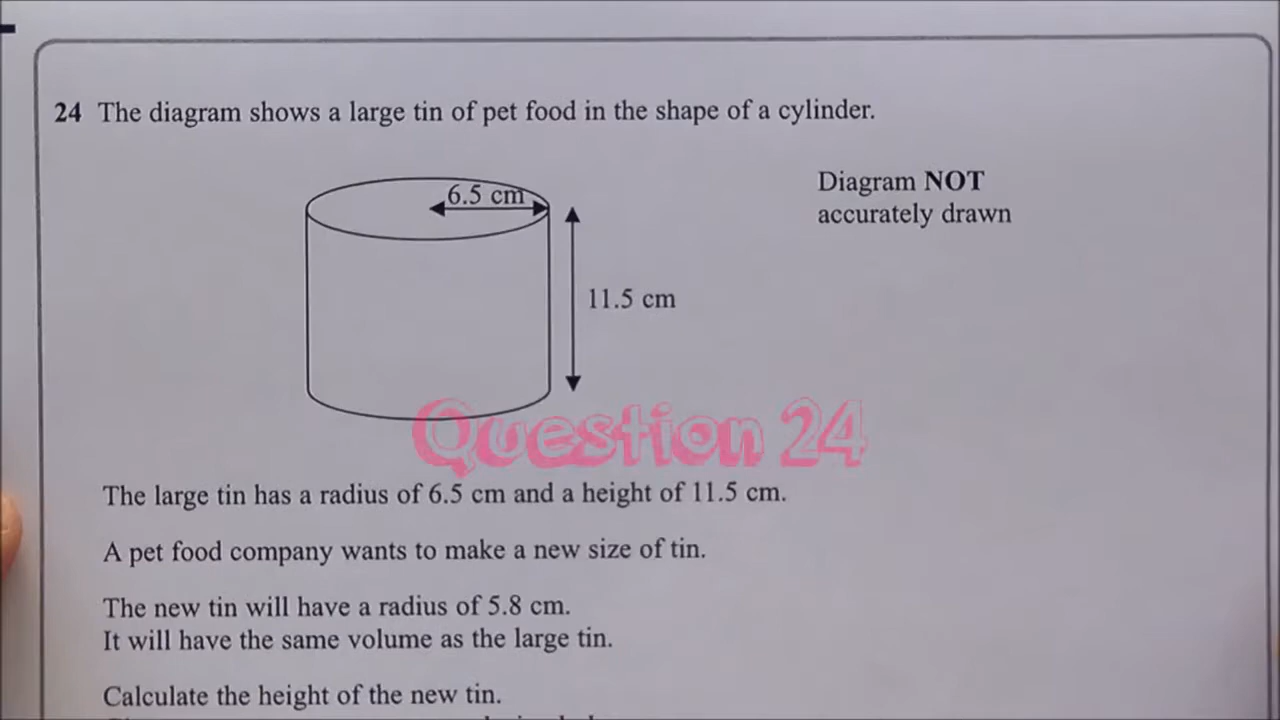 24 The diagram shows a large tin of pet food in the shape of a cylinder.
6.5 cm
Diagram NOT
accurately drawn
11.5 cm
Question 24
The large tin has a radius of 6.5 cm and a height of 11.5 cm.
A pet food company wants to make a new size of tin.
The new tin will have a radius of 5.8 cm.
It will have the same volume as the large tin.
Calculate the height of the new tin.